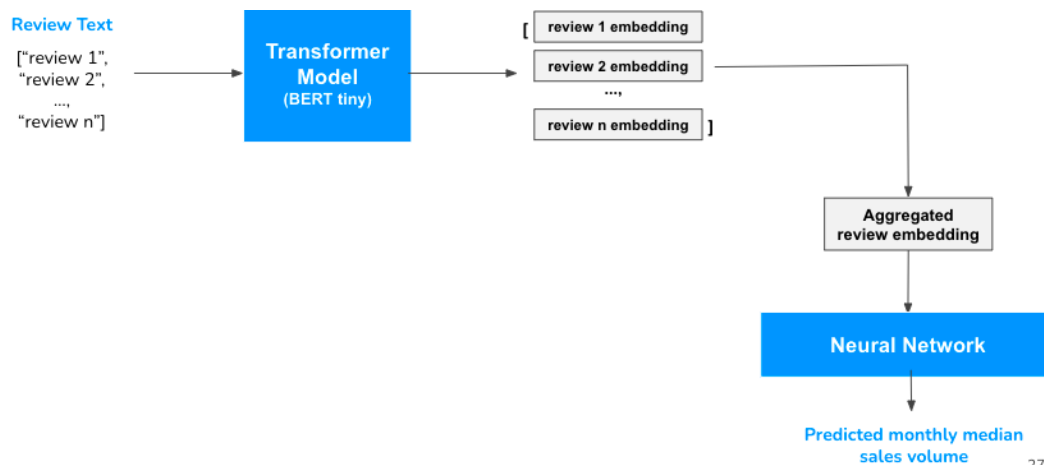 Review Text
["review 1",
"review 2",
...,
"review n"]
Transformer
Model
(BERT tiny)
[ review 1 embedding
review 2 embedding
...,
review n embedding ]
Aggregated
review embedding
Neural Network
Predicted monthly median
sales volume
27